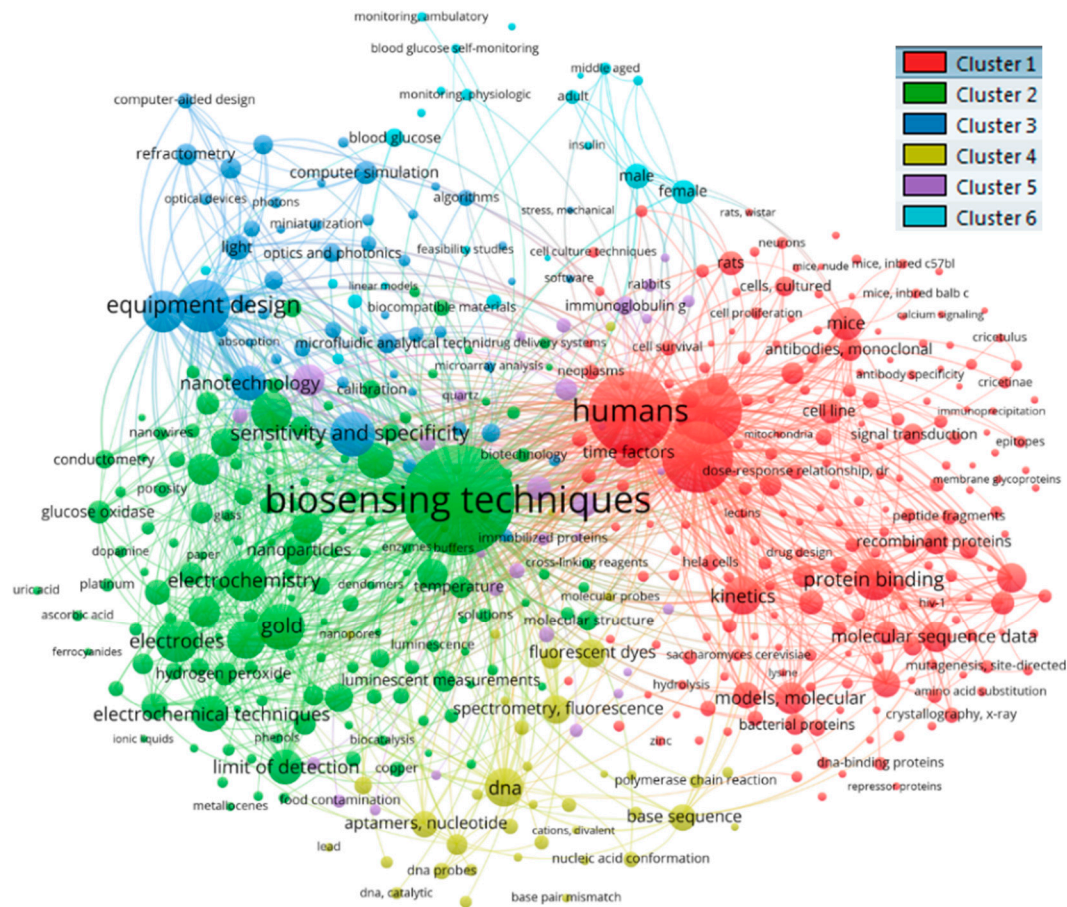 monitoring, ambulatory
blood glucose self-monitoring
middle aged
Cluster 1
Cluster 2
Cluster 3
Cluster 4
Cluster 5
Cluster 6
computer-aided design
monitoring, physiologic
adult
blood glucose
insulin
refractometry
computer simulation
male
female
optical devices
photons
algorithms
miniaturization
stress, mechanical
rats, wistar
light
optics and photonics
feasibility studies
cell culture techniques
neurons
rats
mice, nude
mice, inbred c57bl
software
linear models
rabbits
cells, cultured
mice, inbred balb c
equipment design
biocompatible materials
immunoglobulin g
cell proliferation
calcium signaling
mice
absorption
microfluidic analytical technic
drug delivery systems
cell survival
antibodies, monoclonal
cricetulus
microarray analysis
neoplasms
antibody specificity
cricetinae
nanotechnology
calibration
quartz
humans
cell line
immunoprecipitation
nanowires
sensitivity and specificity
mitochondria
signal transduction
epitopes
conductometry
biotechnology
time factors
dose-response relationship, dr
membrane glycoproteins
porosity
biosensing techniques
glucose oxidase
glass
lectins
peptide fragments
dopamine
paper
nanoparticles
enzymes
buffers
immobilized proteins
drug design
recombinant proteins
uric acid
platinum
electrochemistry
dendrimers
temperature
cross-linking reagents
hela cells
protein binding
ascorbic acid
molecular probes
kinetics
hiv-1
gold
solutions
molecular structure
ferrocyanides
electrodes
nanopores
luminescence
fluorescent dyes
saccharomyces cerevisiae
molecular sequence data
hydrogen peroxide
luminescent measurements
lysine
mutagenesis, site-directed
hydrolysis
models, molecular
amino acid substitution
electrochemical techniques
spectrometry, fluorescence
bacterial proteins
crystallography, x-ray
ionic liquids
phenols
biocatalysis
zinc
limit of detection
copper
dna-binding proteins
metallocenes
food contamination
dna
polymerase chain reaction
repressor proteins
aptamers, nucleotide
base sequence
lead
cations, divalent
dna probes
nucleic acid conformation
dna, catalytic
base pair mismatch